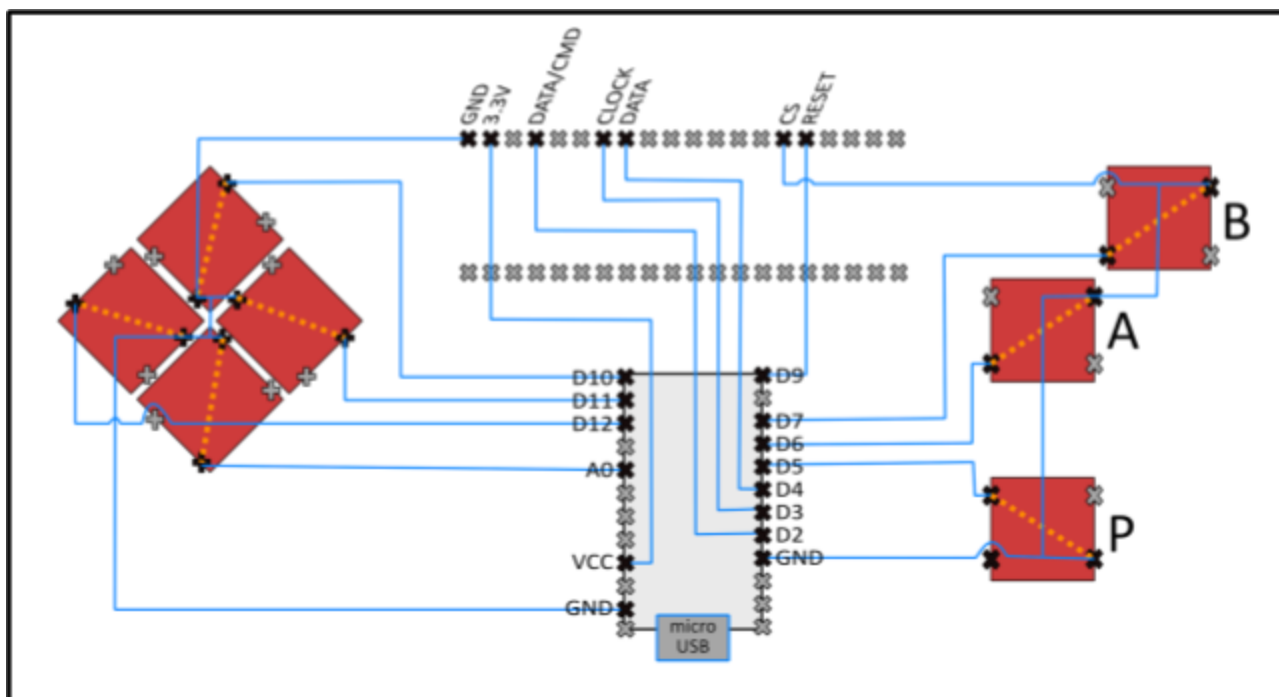 GND
3.3V
DATA/CMD
CLOCK
DATA
CS
RESET
B
A
D10
D11
D12
A0
VCC
GND
D9
D7
D6
D5
D4
D3
D2
GND
P
micro
USB